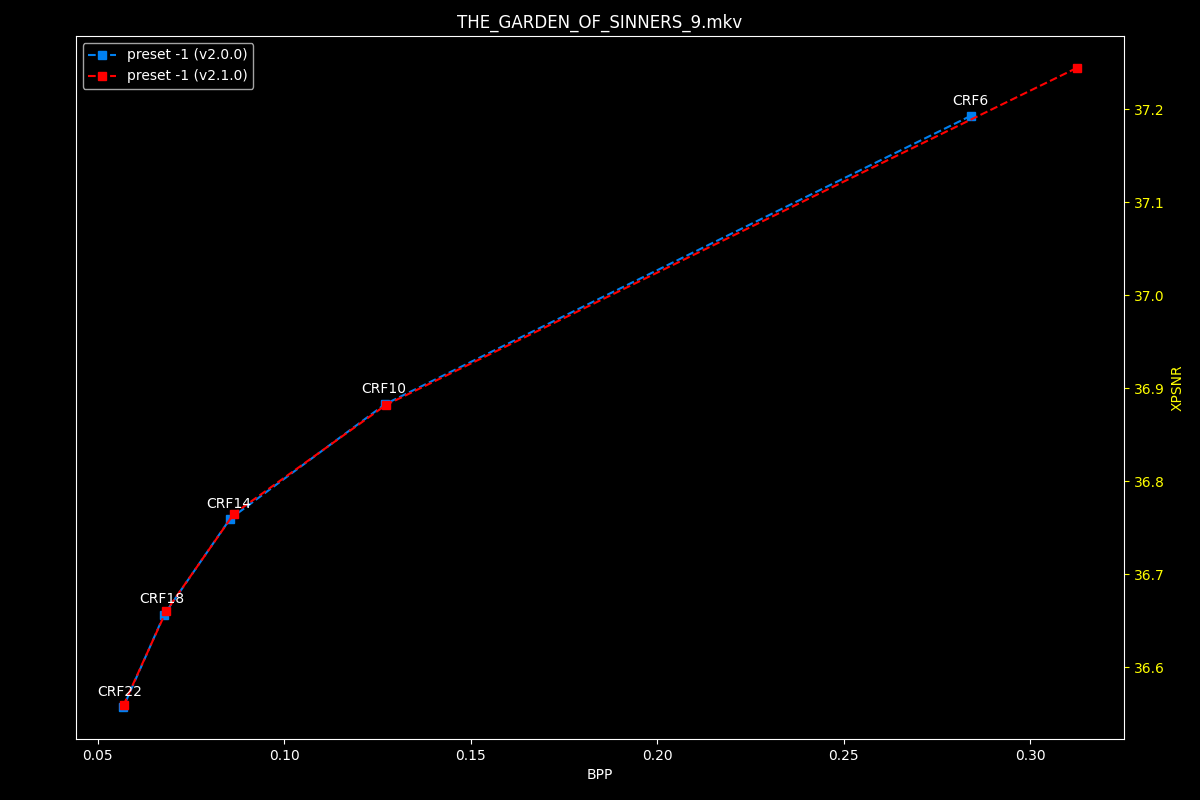 THE_GARDEN_OF_SINNERS_9.mkv
preset -1 (v2.0.0)
preset -1 (v2.1.0)
CRF6
CRF10
CRF14
CRF18
CRF22
37.2
37.1
37.0
36.9
36.8
36.7
36.6
XPSNR
0.05 0.10 0.15 0.20 0.25 0.30
BPP